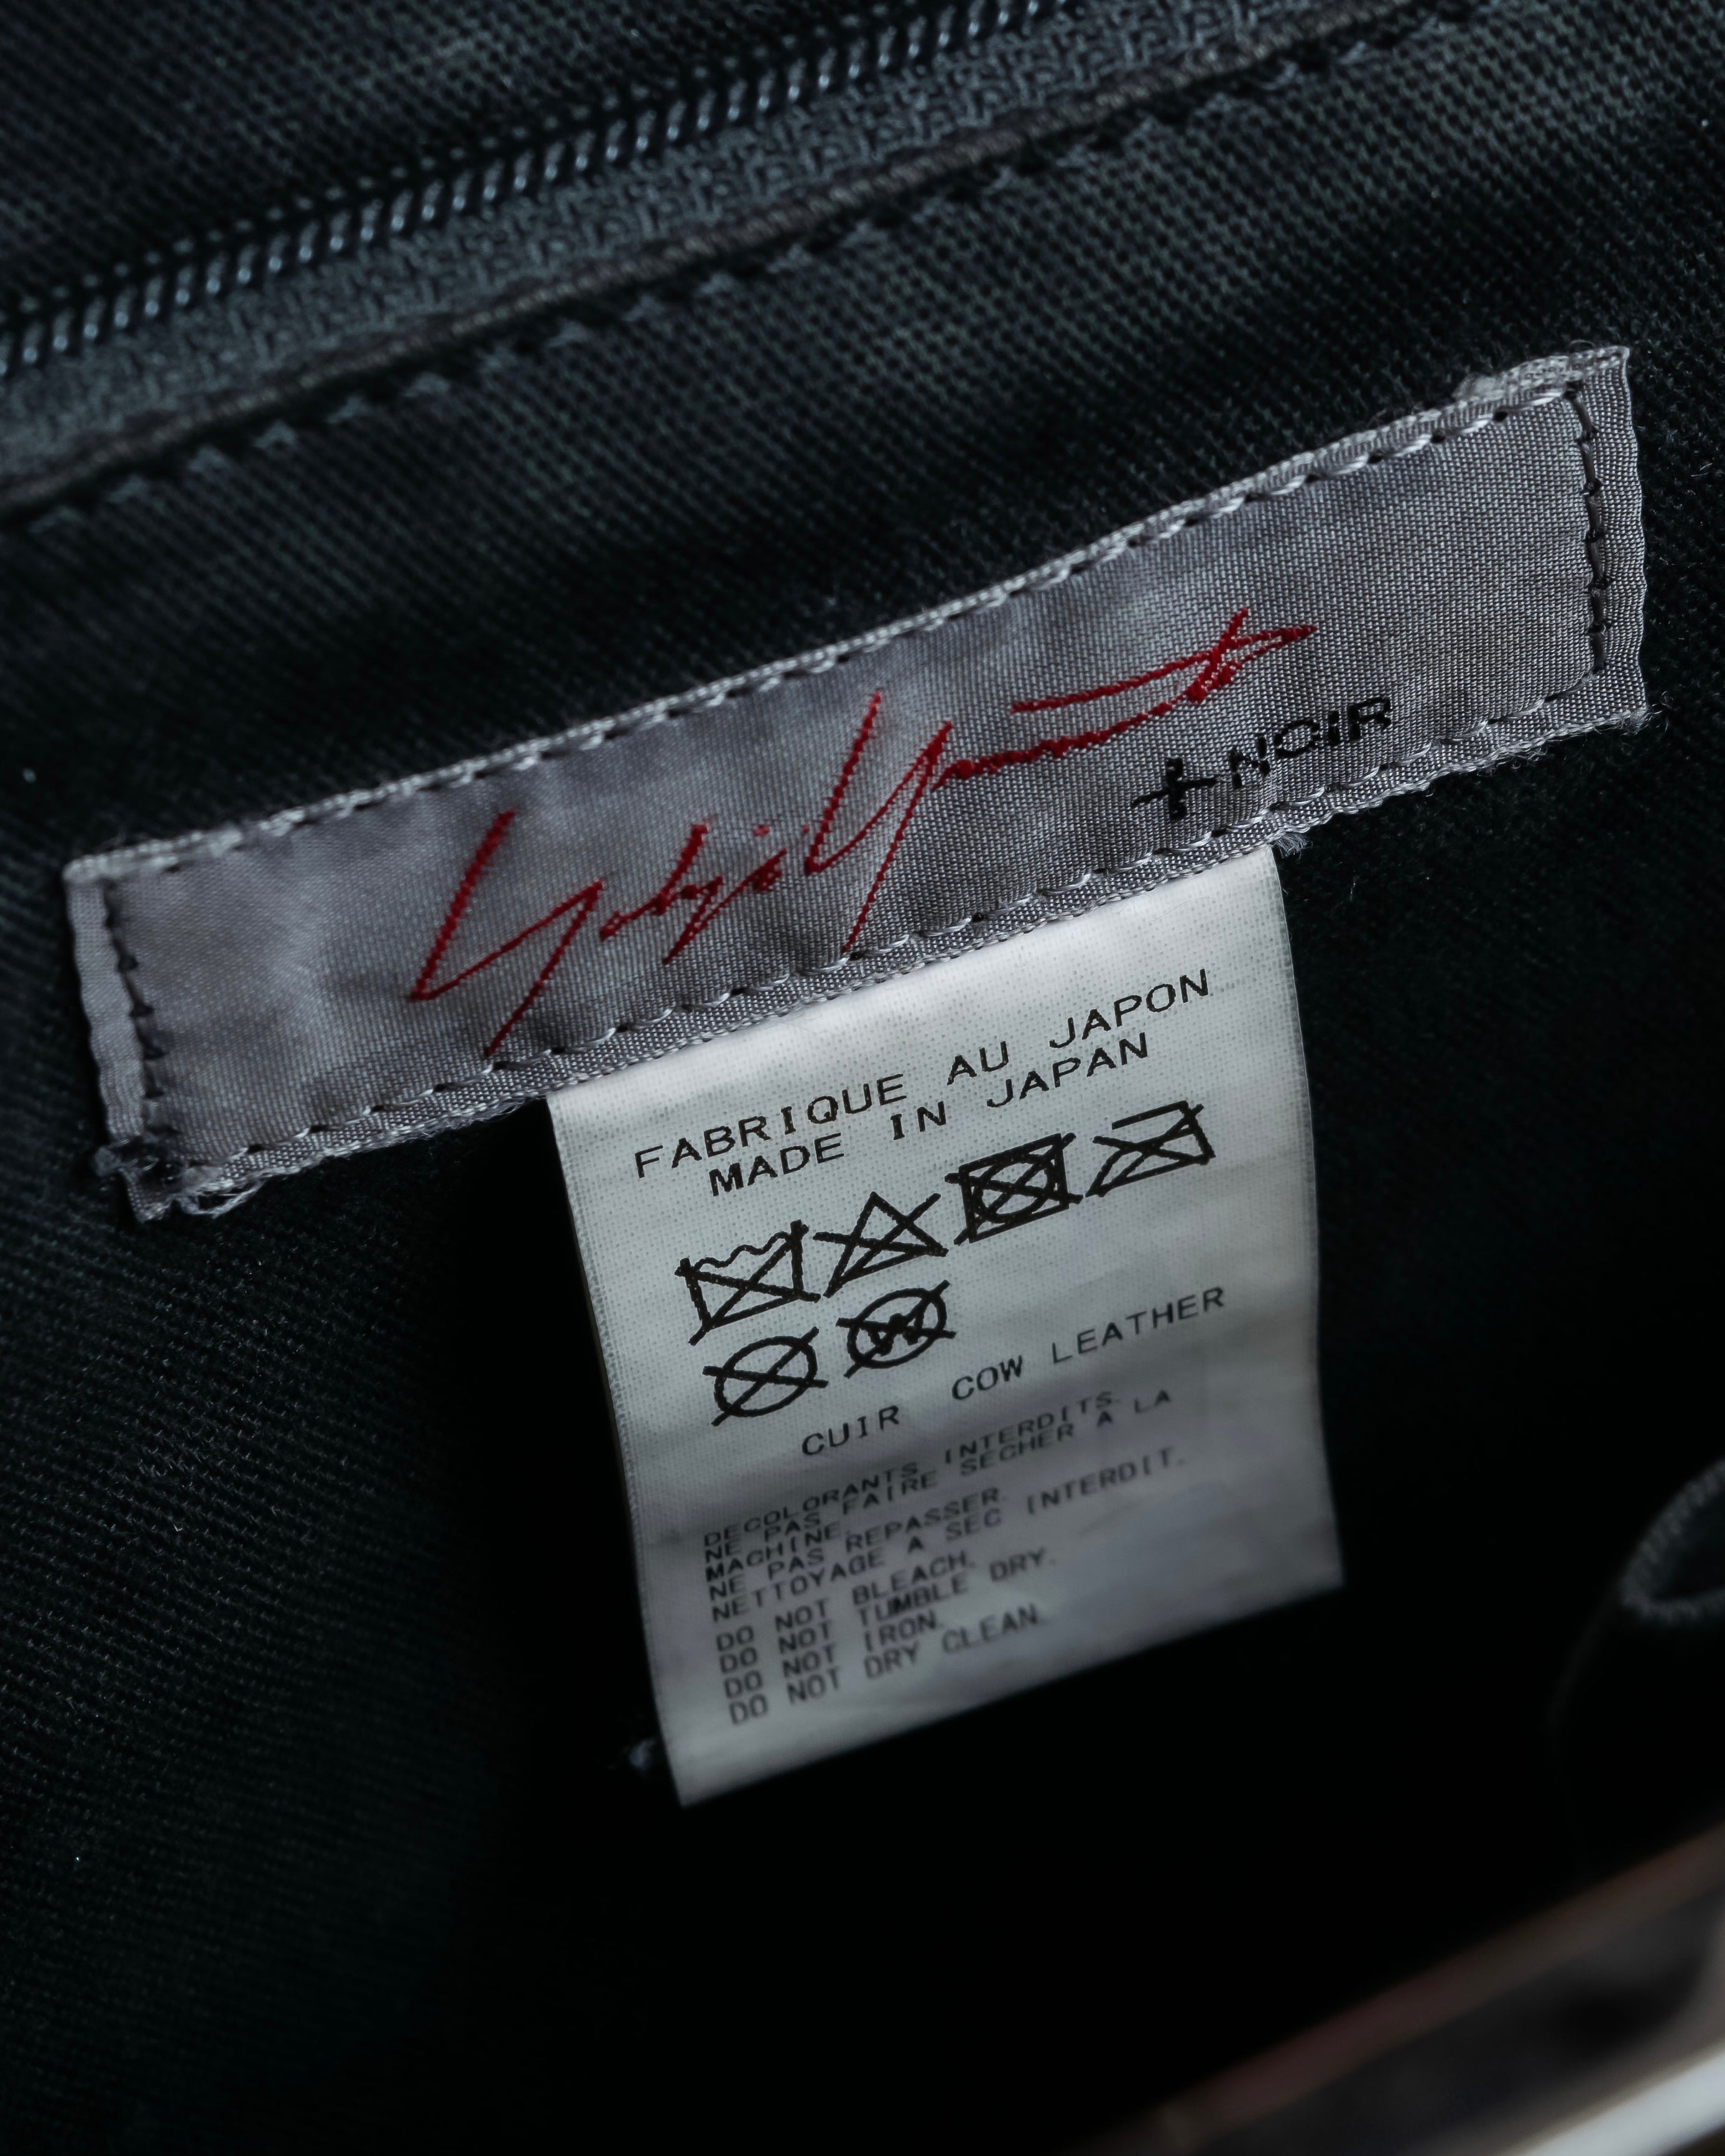 Yohji Yamamoto
+NOIR
FABRIQUE AU JAPON
MADE IN JAPAN
W
CUIR COW LEATHER
DECOLORANTS INTERDITS.
NE PAS FAIRE SECHER A LA
MACHINE.
NE PAS REPASSER.
NETTOYAGE A SEC INTERDIT.
DO NOT BLEACH.
DO NOT TUMBLE DRY.
DO NOT IRON.
DO NOT DRY CLEAN.